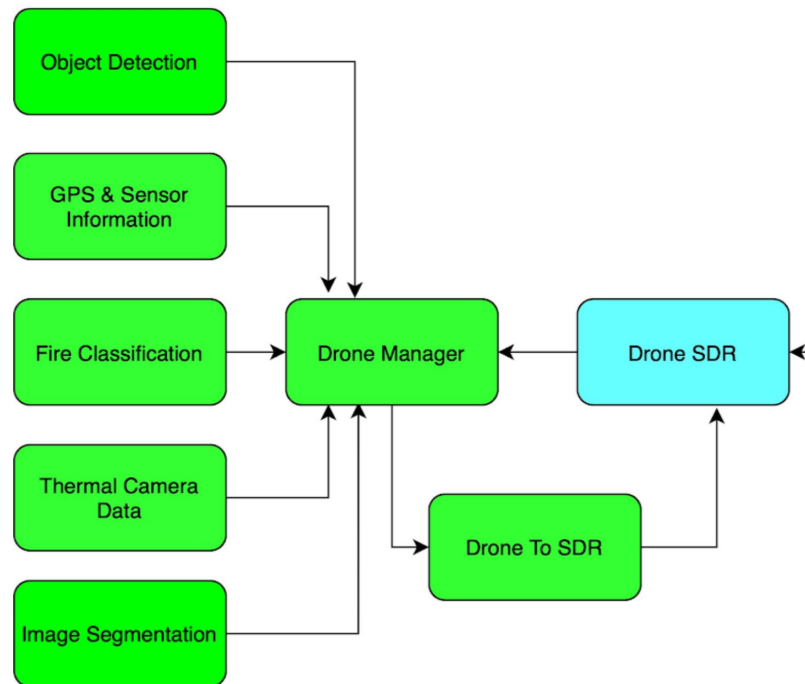 Object Detection
GPS & Sensor
Information
Fire Classification
Drone Manager
Drone SDR
Thermal Camera
Data
Drone To SDR
Image Segmentation